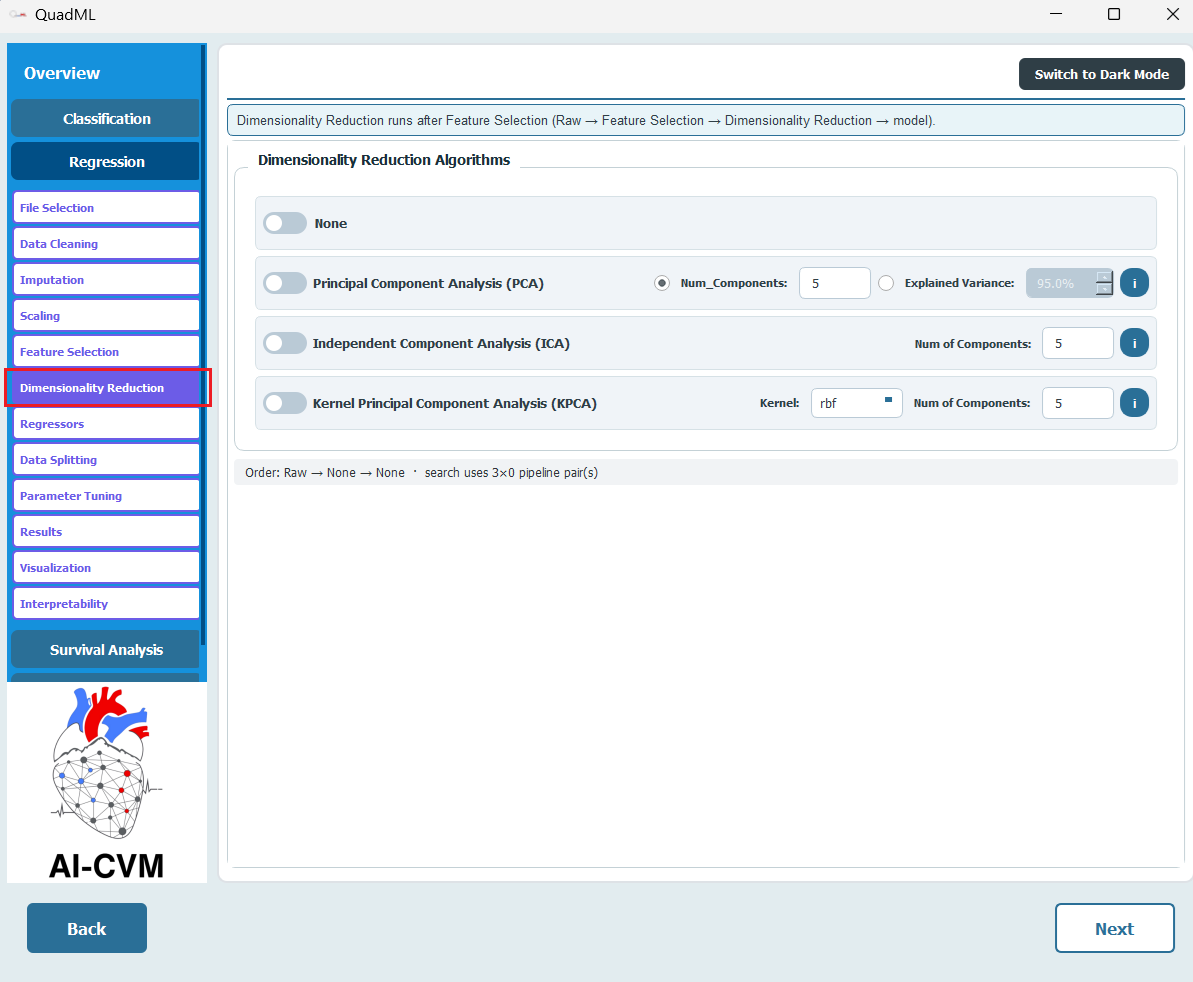 QuadML
Overview
Classification
Regression
File Selection
Data Cleaning
Imputation
Scaling
Feature Selection
Dimensionality Reduction
Regressors
Data Splitting
Parameter Tuning
Results
Visualization
Interpretability
Survival Analysis
AI-CVM
Switch to Dark Mode
Dimensionality Reduction runs after Feature Selection (Raw → Feature Selection → Dimensionality Reduction → model).
Dimensionality Reduction Algorithms
None
Principal Component Analysis (PCA) Num_Components: 5 Explained Variance: 95.0% i
Independent Component Analysis (ICA) Num of Components: 5 i
Kernel Principal Component Analysis (KPCA) Kernel: rbf Num of Components: 5 i
Order: Raw → None → None · search uses 3×0 pipeline pair(s)
Back
Next